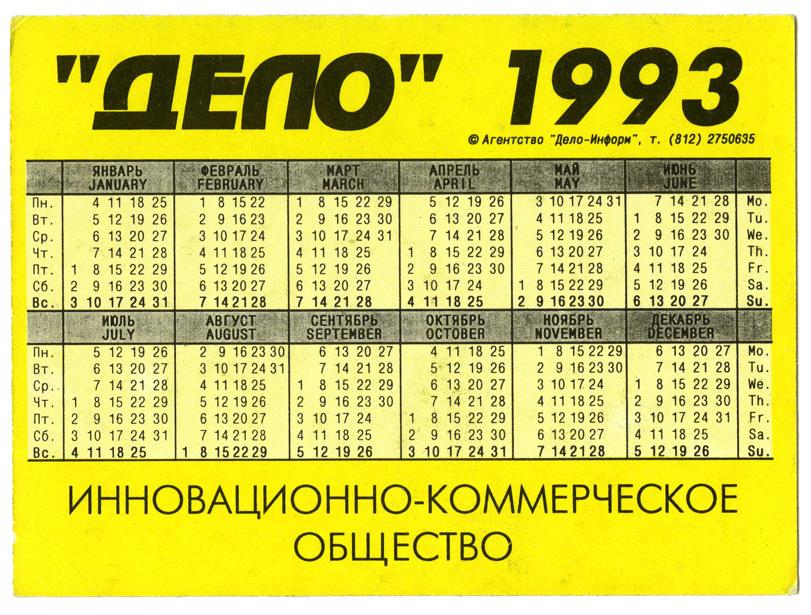 "ДЕЛО" 1993
© Агентство "Дело-Информ", т. (812) 2750635
ЯНВАРЬ ФЕВРАЛЬ МАРТ АПРЕЛЬ МАЙ ИЮНЬ
JANUARY FEBRUARY MARCH APRIL MAY JUNE
Пн. 4 11 18 25 1 8 15 22 1 8 15 22 29 5 12 19 26 3 10 17 24 31 7 14 21 28 Mo.
Вт. 5 12 19 26 2 9 16 23 2 9 16 23 30 6 13 20 27 4 11 18 25 1 8 15 22 29 Tu.
Ср. 6 13 20 27 3 10 17 24 3 10 17 24 31 7 14 21 28 5 12 19 26 2 9 16 23 30 We.
Чт. 7 14 21 28 4 11 18 25 4 11 18 25 1 8 15 22 29 6 13 20 27 3 10 17 24 Th.
Пт. 1 8 15 22 29 5 12 19 26 5 12 19 26 2 9 16 23 30 7 14 21 28 4 11 18 25 Fr.
Сб. 2 9 16 23 30 6 13 20 27 6 13 20 27 3 10 17 24 1 8 15 22 29 5 12 19 26 Sa.
Вс. 3 10 17 24 31 7 14 21 28 7 14 21 28 4 11 18 25 2 9 16 23 30 6 13 20 27 Su.
ИЮЛЬ АВГУСТ СЕНТЯБРЬ ОКТЯБРЬ НОЯБРЬ ДЕКАБРЬ
JULY AUGUST SEPTEMBER OCTOBER NOVEMBER DECEMBER
Пн. 5 12 19 26 2 9 16 23 30 6 13 20 27 4 11 18 25 1 8 15 22 29 6 13 20 27 Mo.
Вт. 6 13 20 27 3 10 17 24 31 7 14 21 28 5 12 19 26 2 9 16 23 30 7 14 21 28 Tu.
Ср. 7 14 21 28 4 11 18 25 1 8 15 22 29 6 13 20 27 3 10 17 24 1 8 15 22 29 We.
Чт. 1 8 15 22 29 5 12 19 26 2 9 16 23 30 7 14 21 28 4 11 18 25 2 9 16 23 30 Th.
Пт. 2 9 16 23 30 6 13 20 27 3 10 17 24 1 8 15 22 29 5 12 19 26 3 10 17 24 31 Fr.
Сб. 3 10 17 24 31 7 14 21 28 4 11 18 25 2 9 16 23 30 6 13 20 27 4 11 18 25 Sa.
Вс. 4 11 18 25 1 8 15 22 29 5 12 19 26 3 10 17 24 31 7 14 21 28 5 12 19 26 Su.
ИННОВАЦИОННО-КОММЕРЧЕСКОЕ
ОБЩЕСТВО